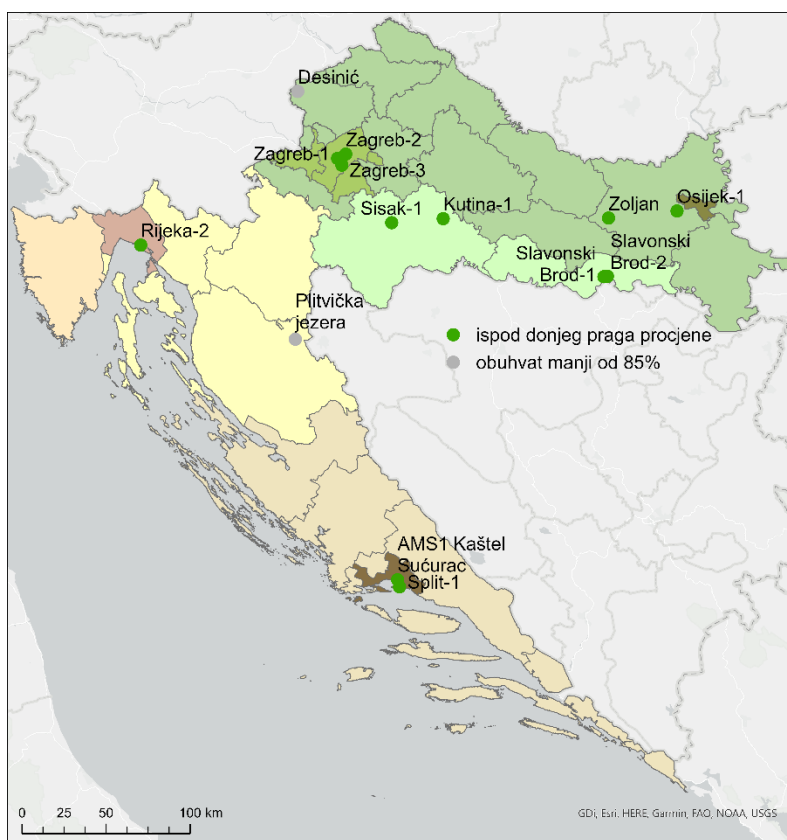 Desinić
Zagreb-2
Zagreb-1
Zagreb-3
Sisak-1
Kutina-1
Zoljan
Osijek-1
Rijeka-2
Slavonski
Brod-1
Slavonski
Brod-2
Plitvička
jezera
ispod donjeg praga procjene
obuhvat manji od 85%
AMS1 Kaštel
Sućurac
Split-1
0 25 50 100 km
GDi, Esri, HERE, Garmin, FAO, NOAA, USGS